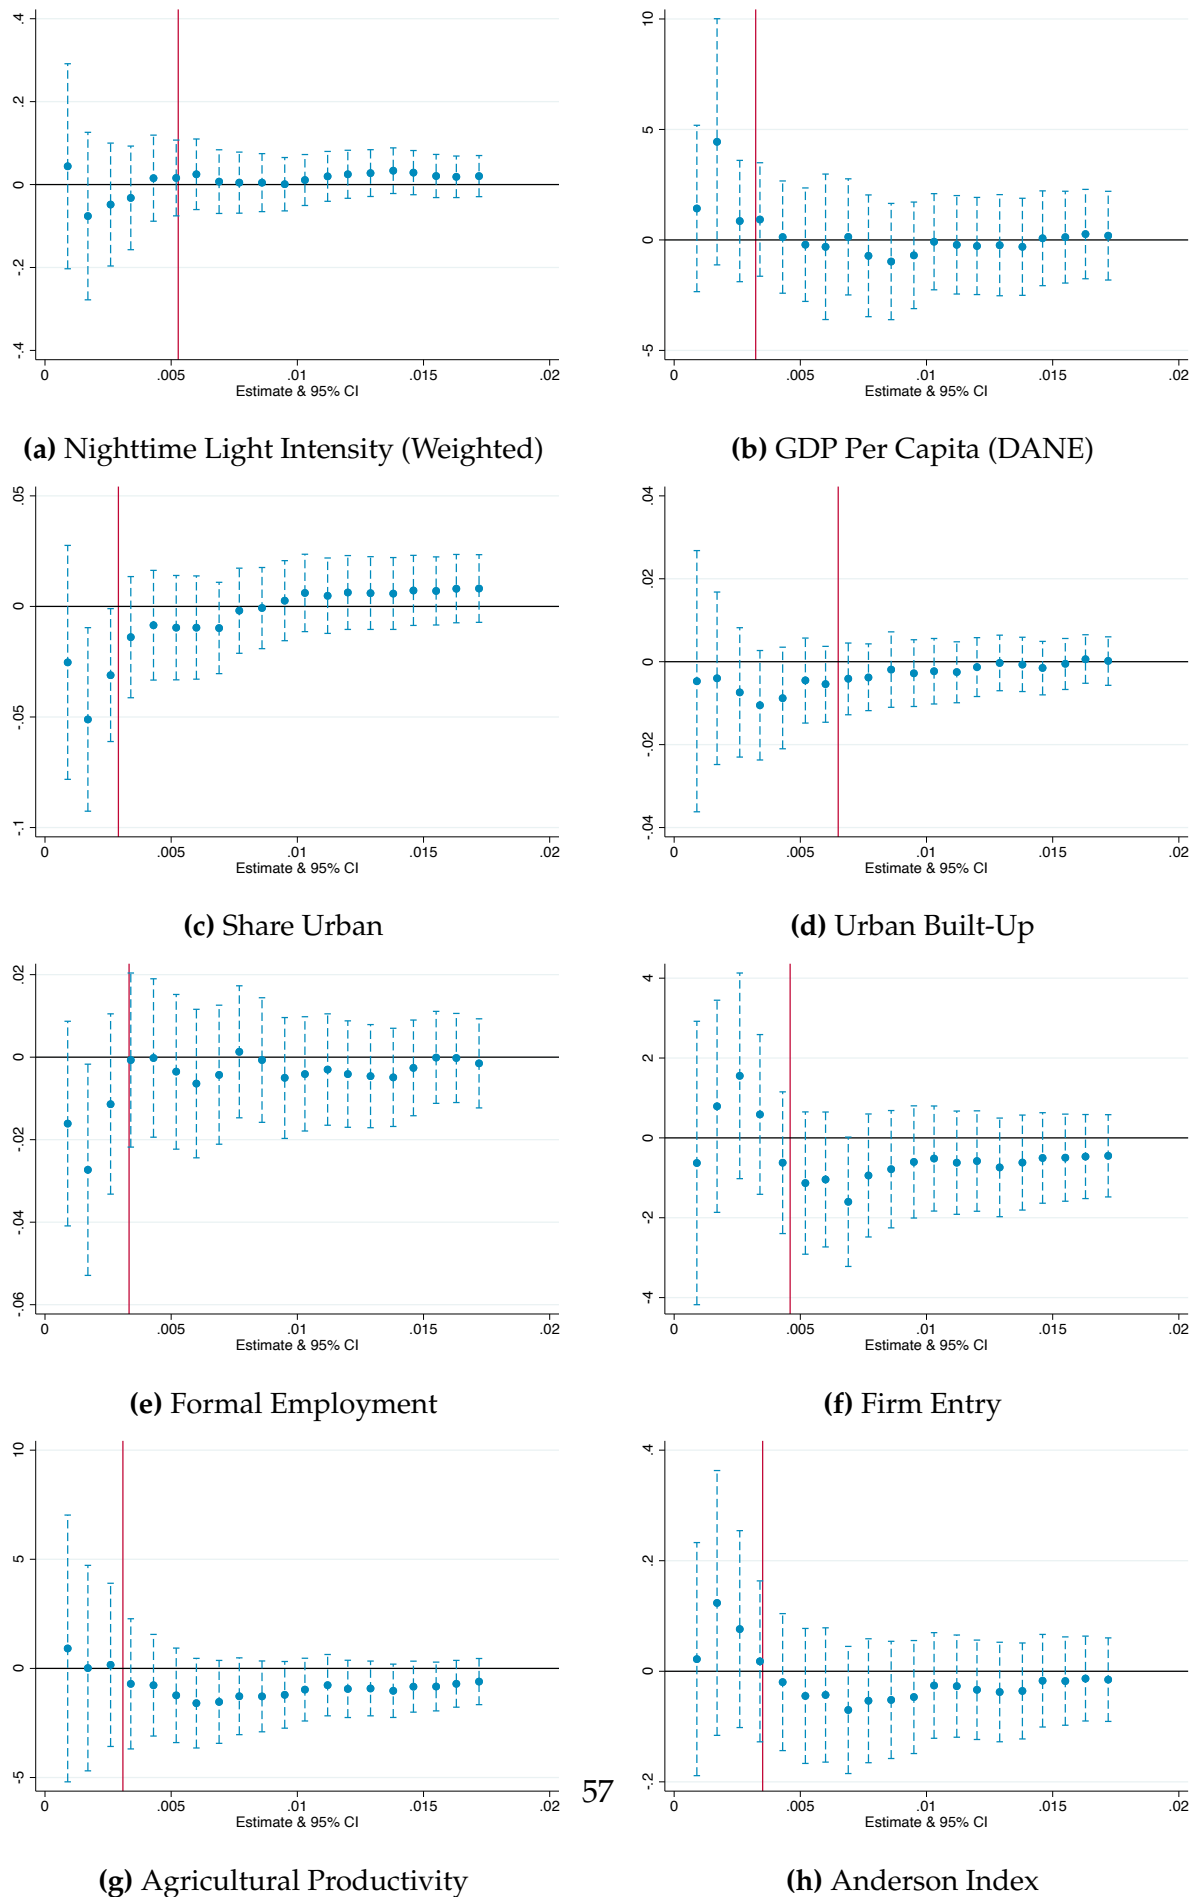 .4
.2
0
-.2
-.4
0 .005 .01 .015 .02
Estimate & 95% CI
(a) Nighttime Light Intensity (Weighted)
10
5
0
-5
0 .005 .01 .015 .02
Estimate & 95% CI
(b) GDP Per Capita (DANE)
.05
0
-.05
-.1
0 .005 .01 .015 .02
Estimate & 95% CI
(c) Share Urban
.04
.02
0
-.02
-.04
0 .005 .01 .015 .02
Estimate & 95% CI
(d) Urban Built-Up
.02
0
-.02
-.04
-.06
0 .005 .01 .015 .02
Estimate & 95% CI
(e) Formal Employment
4
2
0
-2
-4
0 .005 .01 .015 .02
Estimate & 95% CI
(f) Firm Entry
10
5
0
-5
0 .005 .01 .015 .02
Estimate & 95% CI
(g) Agricultural Productivity
.4
.2
0
-.2
0 .005 .01 .015 .02
Estimate & 95% CI
(h) Anderson Index
57